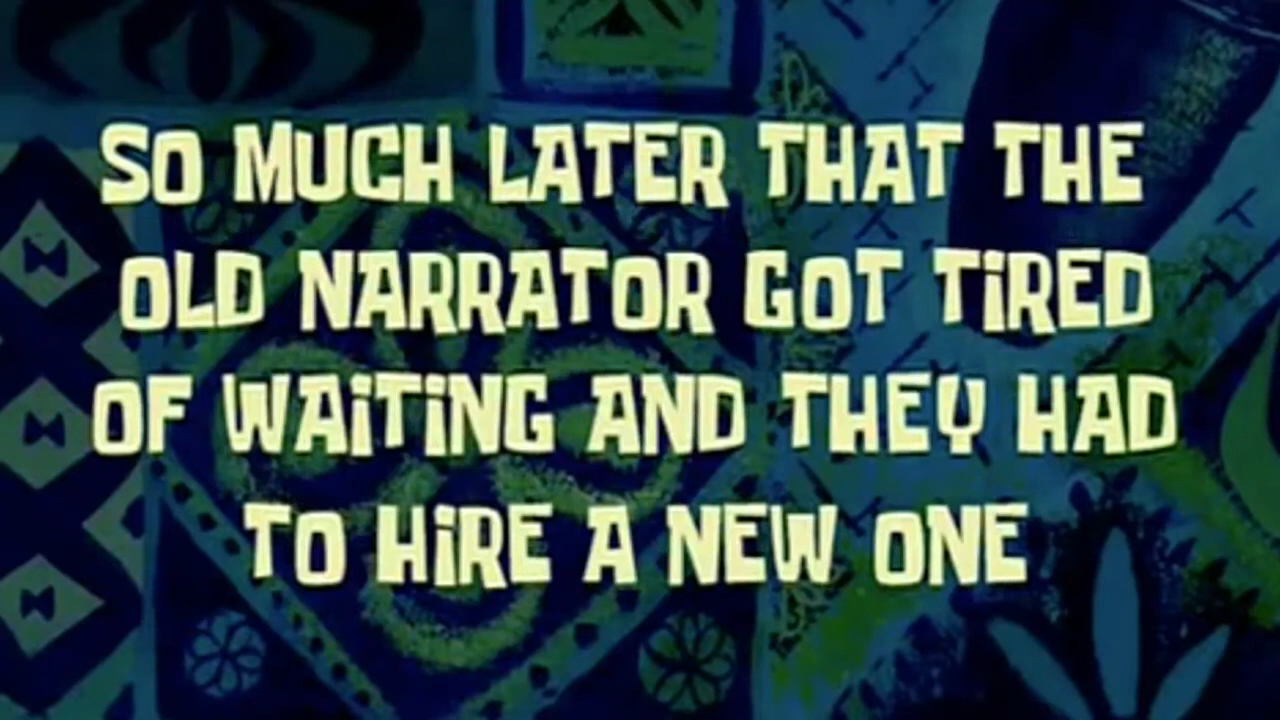 SO MUCH LATER THAT THE
OLD NARRATOR GOT TiRED
OF WAiTiNG AND THEY HAD
TO HiRE A NEW ONE